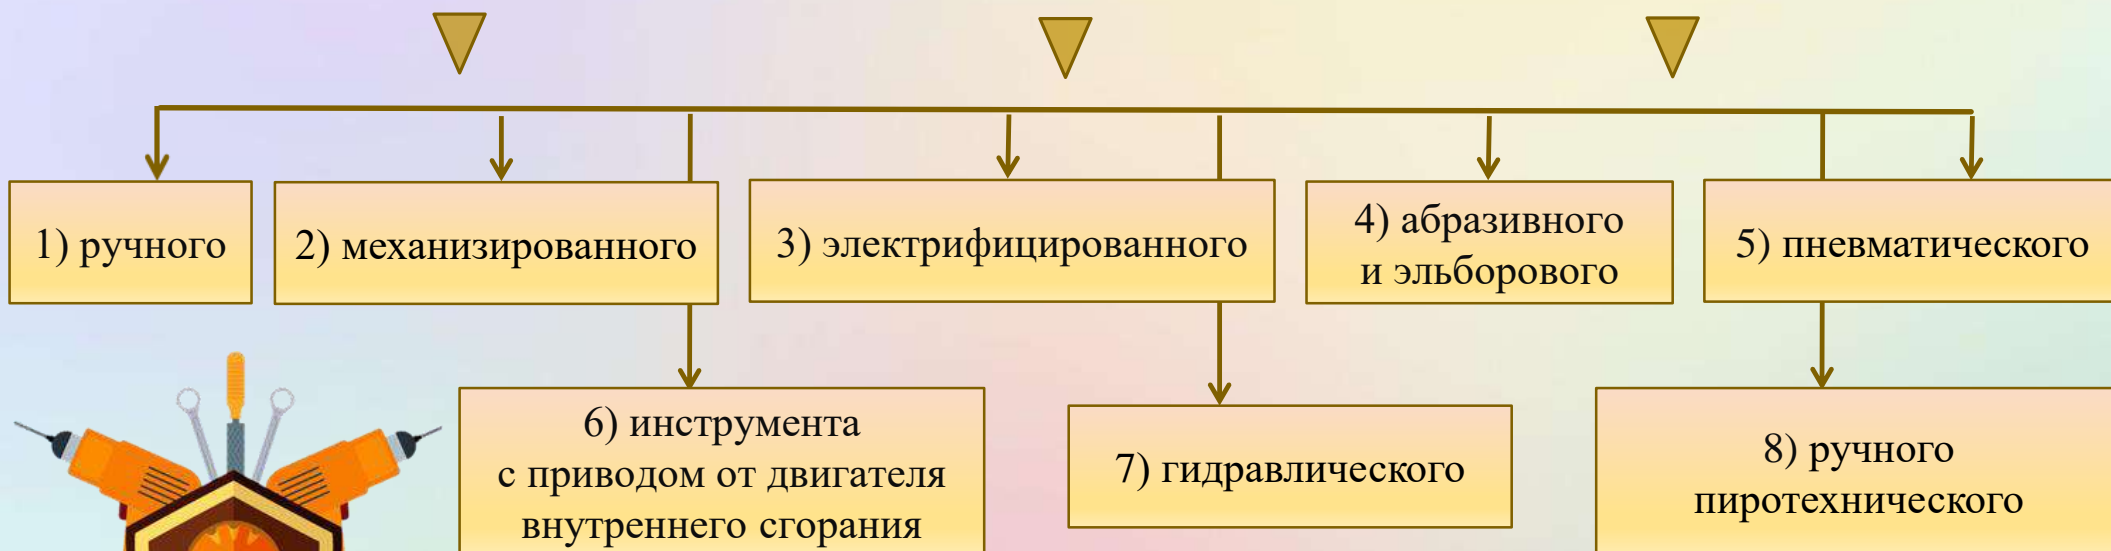 1) ручного
2) механизированного
3) электрифицированного
4) абразивного
и эльборового
5) пневматического
6) инструмента
с приводом от двигателя
внутреннего сгорания
7) гидравлического
8) ручного
пиротехнического